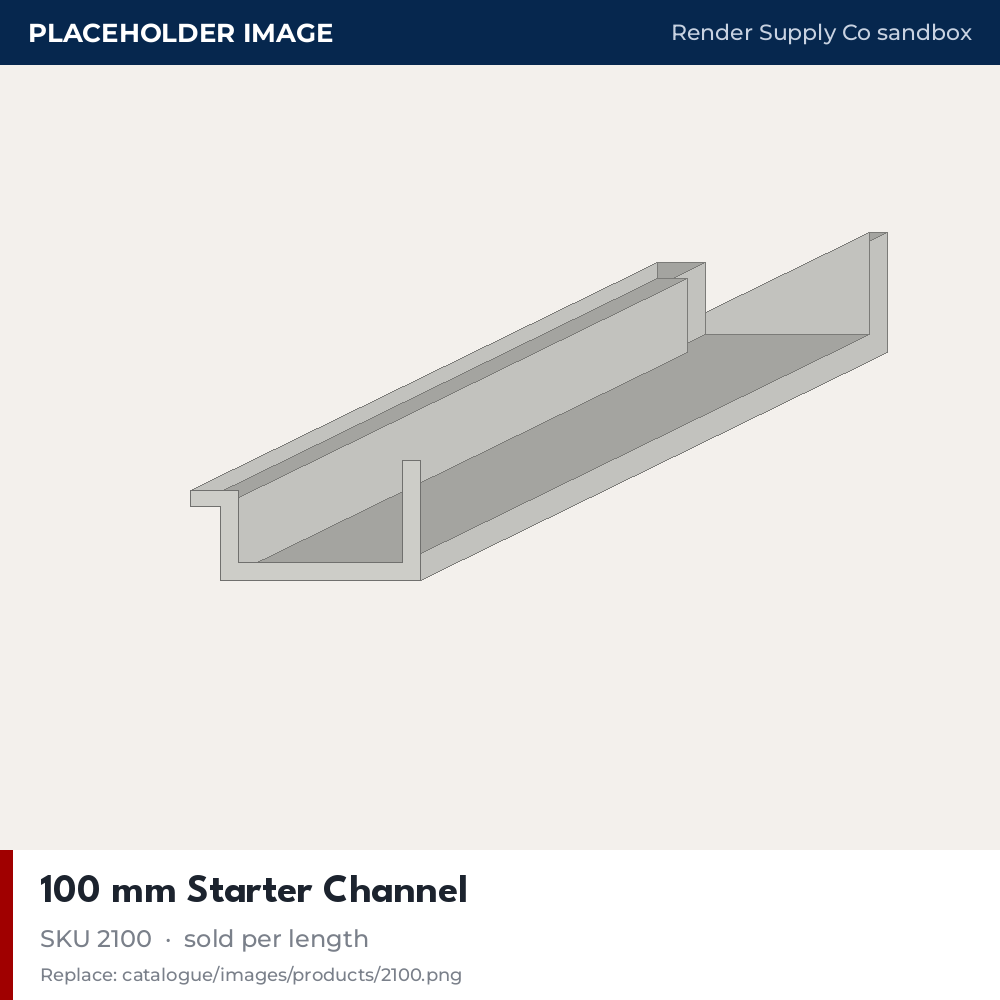 PLACEHOLDER IMAGE
Render Supply Co sandbox
100 mm Starter Channel
SKU 2100 · sold per length
Replace: catalogue/images/products/2100.png